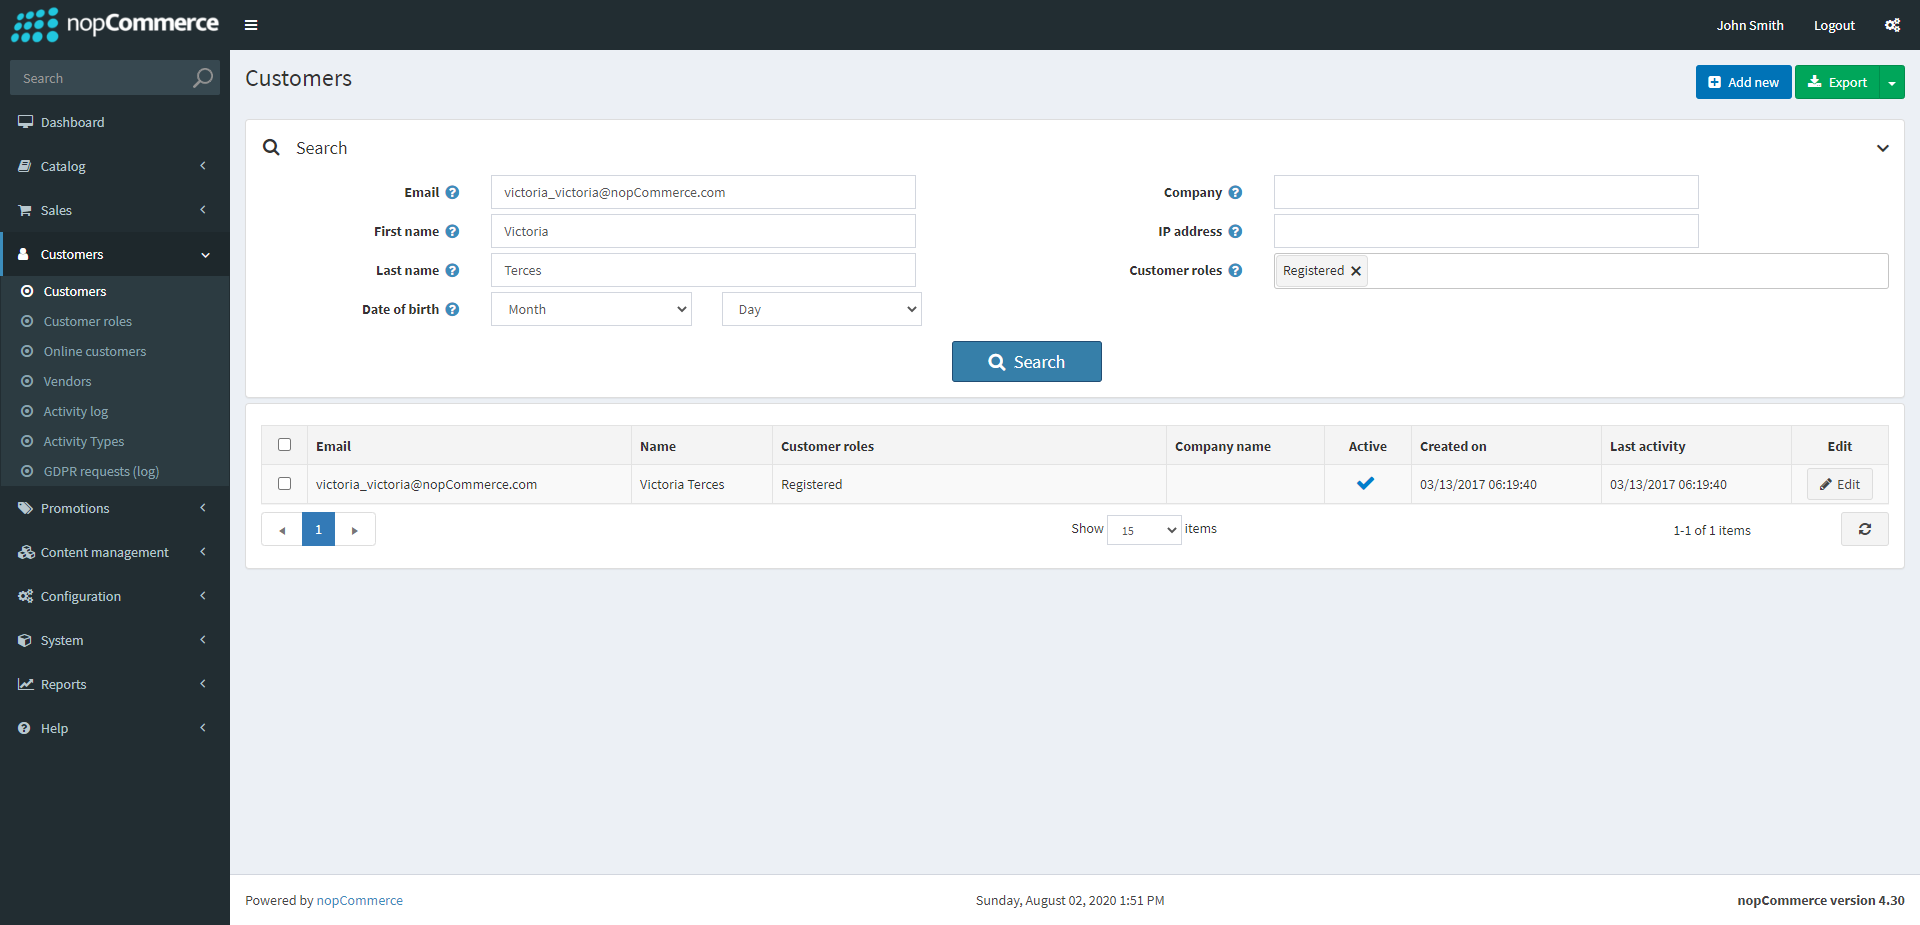 nopCommerce
John Smith
Logout
Search
Dashboard
Catalog
Sales
Customers
Customers
Customer roles
Online customers
Vendors
Activity log
Activity Types
GDPR requests (log)
Promotions
Content management
Configuration
System
Reports
Help
Customers
Add new
Export
Search
Email
victoria_victoria@nopCommerce.com
Company
First name
Victoria
IP address
Last name
Terces
Customer roles
Registered
Date of birth
Month
Day
Search
Email Name Customer roles Company name Active Created on Last activity Edit
victoria_victoria@nopCommerce.com Victoria Terces Registered 03/13/2017 06:19:40 03/13/2017 06:19:40 Edit
1
Show 15 items
1-1 of 1 items
Powered by nopCommerce
Sunday, August 02, 2020 1:51 PM
nopCommerce version 4.30